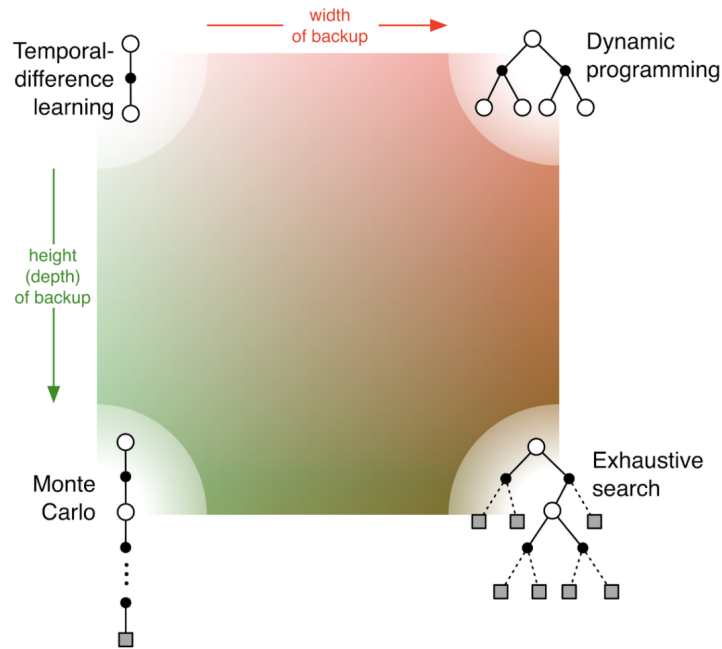 width
of backup
Temporal-
difference
learning
Dynamic
programming
height
(depth)
of backup
Monte
Carlo
Exhaustive
search